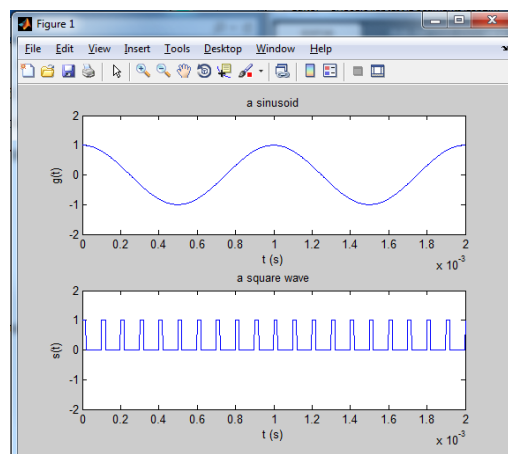 Figure 1
File Edit View Insert Tools Desktop Window Help
a sinusoid
2
1
0
-1
-2
g(t)
0 0.2 0.4 0.6 0.8 1 1.2 1.4 1.6 1.8 2
t (s)
x 10^-3
a square wave
2
1
0
-1
-2
s(t)
0 0.2 0.4 0.6 0.8 1 1.2 1.4 1.6 1.8 2
t (s)
x 10^-3